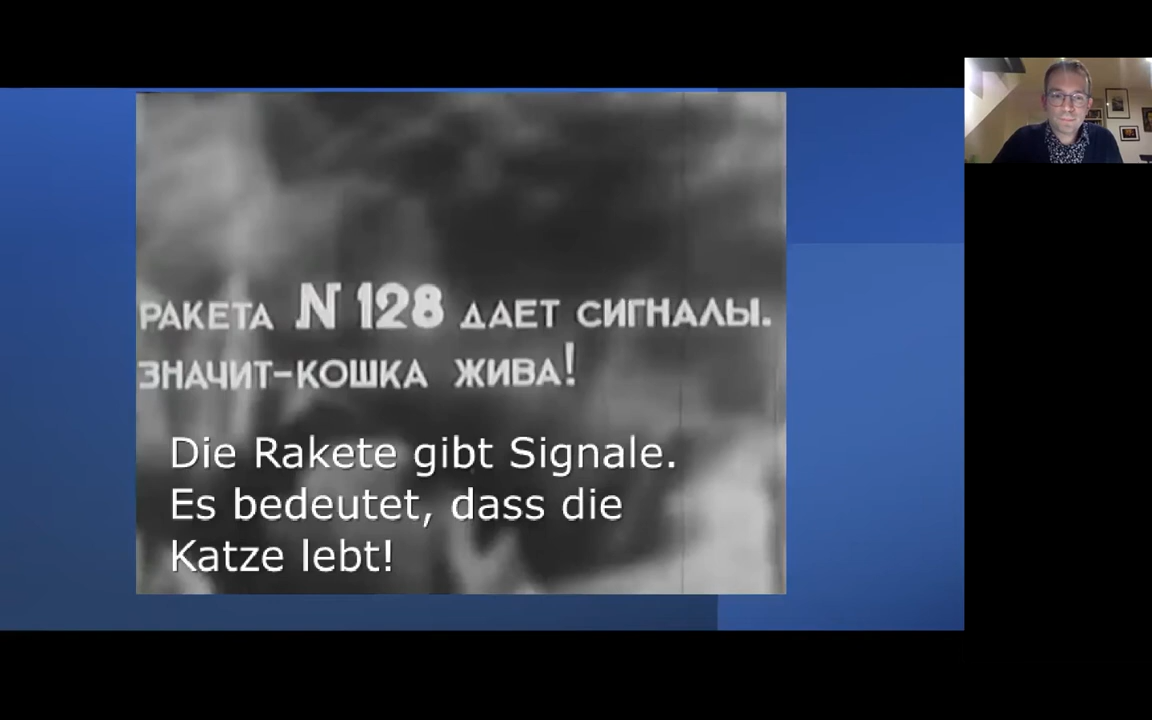 РАКЕТА N 128 ДАЕТ СИГНАЛЫ.
ЗНАЧИТ-КОШКА ЖИВА!
Die Rakete gibt Signale.
Es bedeutet, dass die
Katze lebt!